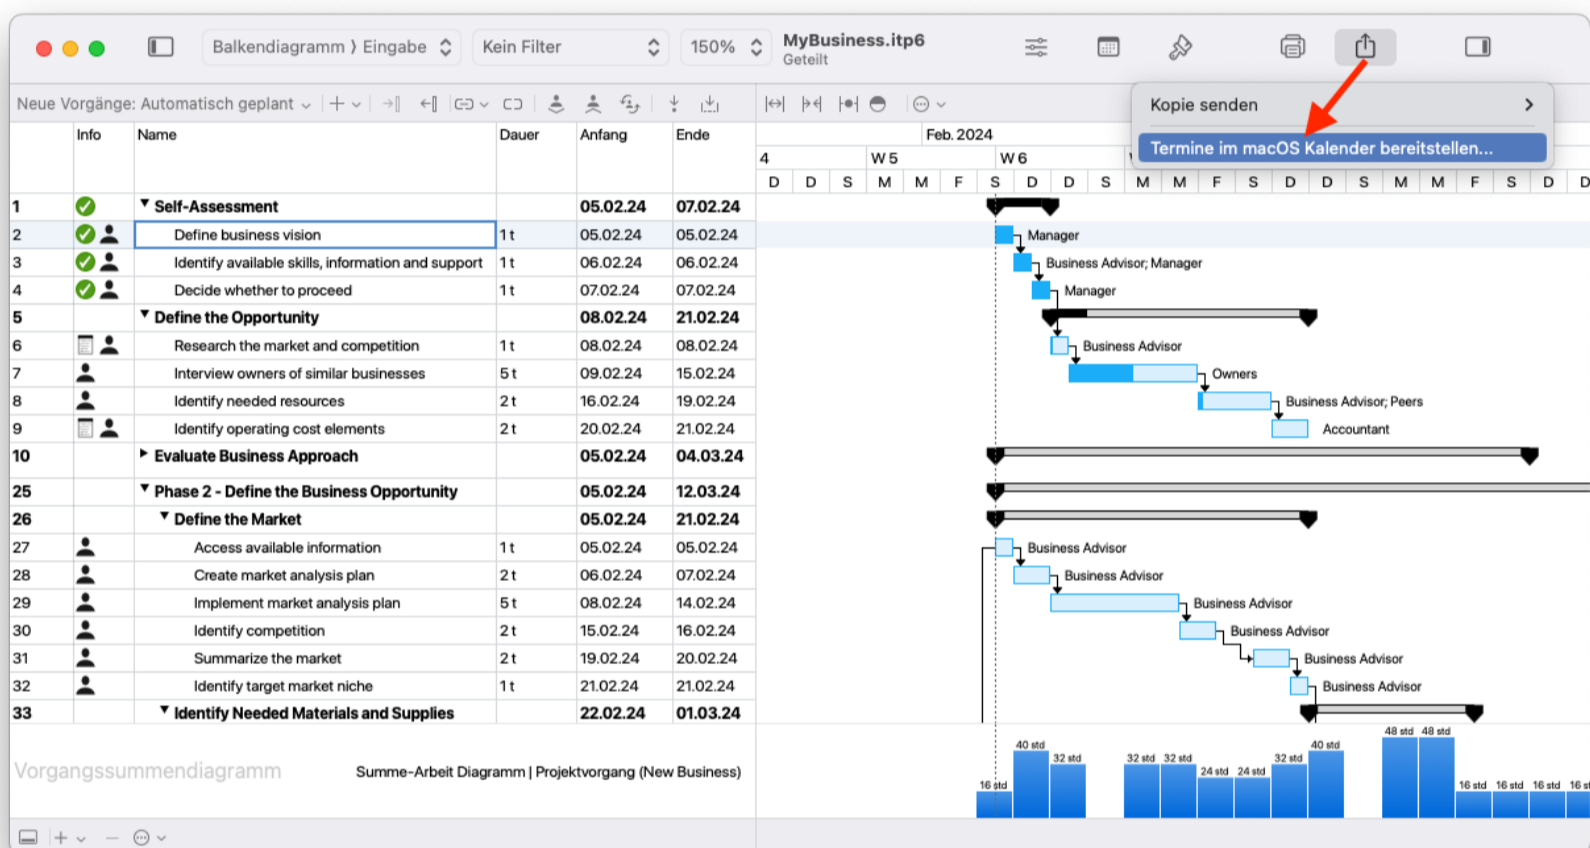 Balkendiagramm ⟩ Eingabe
Kein Filter
150%
MyBusiness.itp6
Geteilt
Neue Vorgänge: Automatisch geplant
Kopie senden
Termine im macOS Kalender bereitstellen...
Info Name Dauer Anfang Ende
Feb. 2024
4 W 5 W 6
D D S M M F S D D S M M F S D D S M M F S D D
1 Self-Assessment 05.02.24 07.02.24
2 Define business vision 1 t 05.02.24 05.02.24 Manager
3 Identify available skills, information and support 1 t 06.02.24 06.02.24 Business Advisor; Manager
4 Decide whether to proceed 1 t 07.02.24 07.02.24 Manager
5 Define the Opportunity 08.02.24 21.02.24
6 Research the market and competition 1 t 08.02.24 08.02.24 Business Advisor
7 Interview owners of similar businesses 5 t 09.02.24 15.02.24 Owners
8 Identify needed resources 2 t 16.02.24 19.02.24 Business Advisor; Peers
9 Identify operating cost elements 2 t 20.02.24 21.02.24 Accountant
10 Evaluate Business Approach 05.02.24 04.03.24
25 Phase 2 - Define the Business Opportunity 05.02.24 12.03.24
26 Define the Market 05.02.24 21.02.24
27 Access available information 1 t 05.02.24 05.02.24 Business Advisor
28 Create market analysis plan 2 t 06.02.24 07.02.24 Business Advisor
29 Implement market analysis plan 5 t 08.02.24 14.02.24 Business Advisor
30 Identify competition 2 t 15.02.24 16.02.24 Business Advisor
31 Summarize the market 2 t 19.02.24 20.02.24 Business Advisor
32 Identify target market niche 1 t 21.02.24 21.02.24 Business Advisor
33 Identify Needed Materials and Supplies 22.02.24 01.03.24
Vorgangssummendiagramm
Summe-Arbeit Diagramm | Projektvorgang (New Business)
16 std 40 std 32 std 32 std 32 std 24 std 24 std 32 std 40 std 48 std 48 std 16 std 16 std 16 std